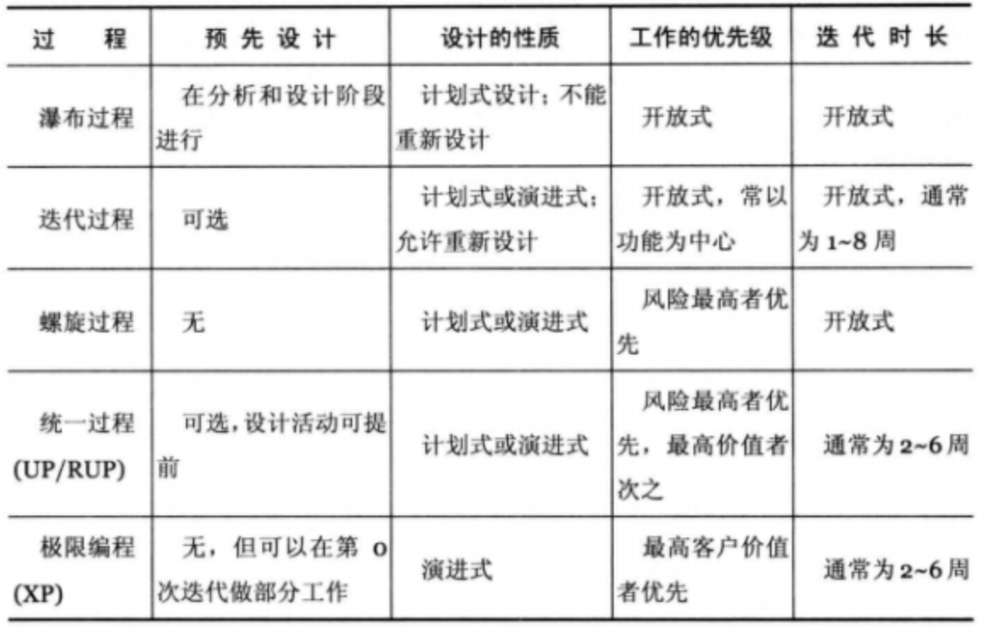 过 程 预 先 设 计 设计的性质 工作的优先级 迭 代 时 长
瀑布过程
在分析和设计阶段
进行
计划式设计；不能
重新设计
开放式
开放式
迭代过程
可选
计划式或演进式；
允许重新设计
开放式，常以
功能为中心
开放式，通常
为 1~8 周
螺旋过程
无
计划式或演进式
风险最高者优
先
开放式
统一过程
(UP/RUP)
可选，设计活动可提
前
计划式或演进式
风险最高者优
先，最高价值者
次之
通常为 2~6 周
极限编程
(XP)
无，但可以在第 0
次迭代做部分工作
演进式
最高客户价值
者优先
通常为 2~6 周